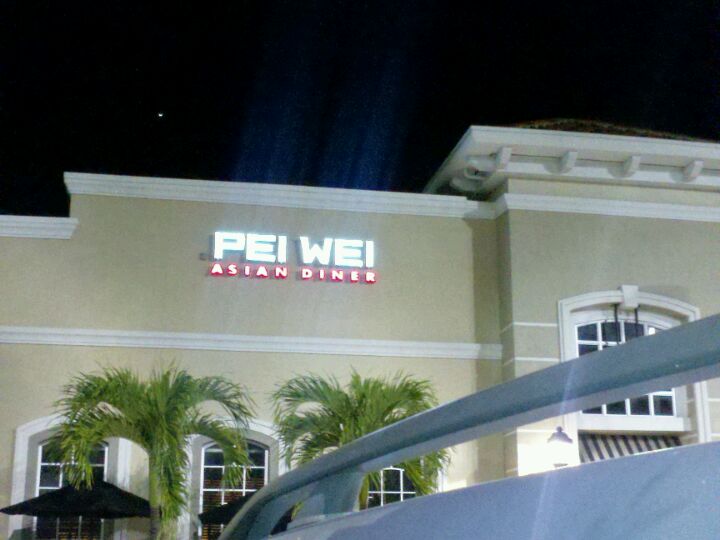 PEI WEI
ASIAN DINER